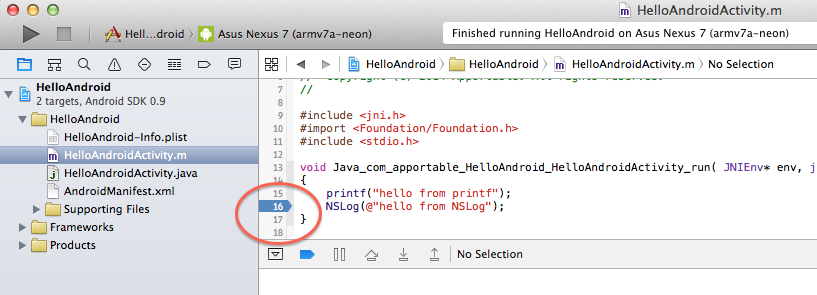 HelloAndroidActivity.m
Hell...droid
Asus Nexus 7 (armv7a-neon)
Finished running HelloAndroid on Asus Nexus 7 (armv7a-neon)
HelloAndroid
HelloAndroid
HelloAndroidActivity.m
No Selection
HelloAndroid
2 targets, Android SDK 0.9
HelloAndroid
HelloAndroid-Info.plist
HelloAndroidActivity.m
HelloAndroidActivity.java
AndroidManifest.xml
Supporting Files
Frameworks
Products
7 //
8
9 #include <jni.h>
10 #import <Foundation/Foundation.h>
11 #include <stdio.h>
12
13 void Java_com_apportable_HelloAndroid_HelloAndroidActivity_run( JNIEnv* env, j
14 {
15 printf("hello from printf");
16 NSLog(@"hello from NSLog");
17 }
18
No Selection